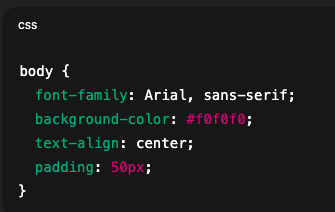 css
body {
  font-family: Arial, sans-serif;
  background-color: #f0f0f0;
  text-align: center;
  padding: 50px;
}